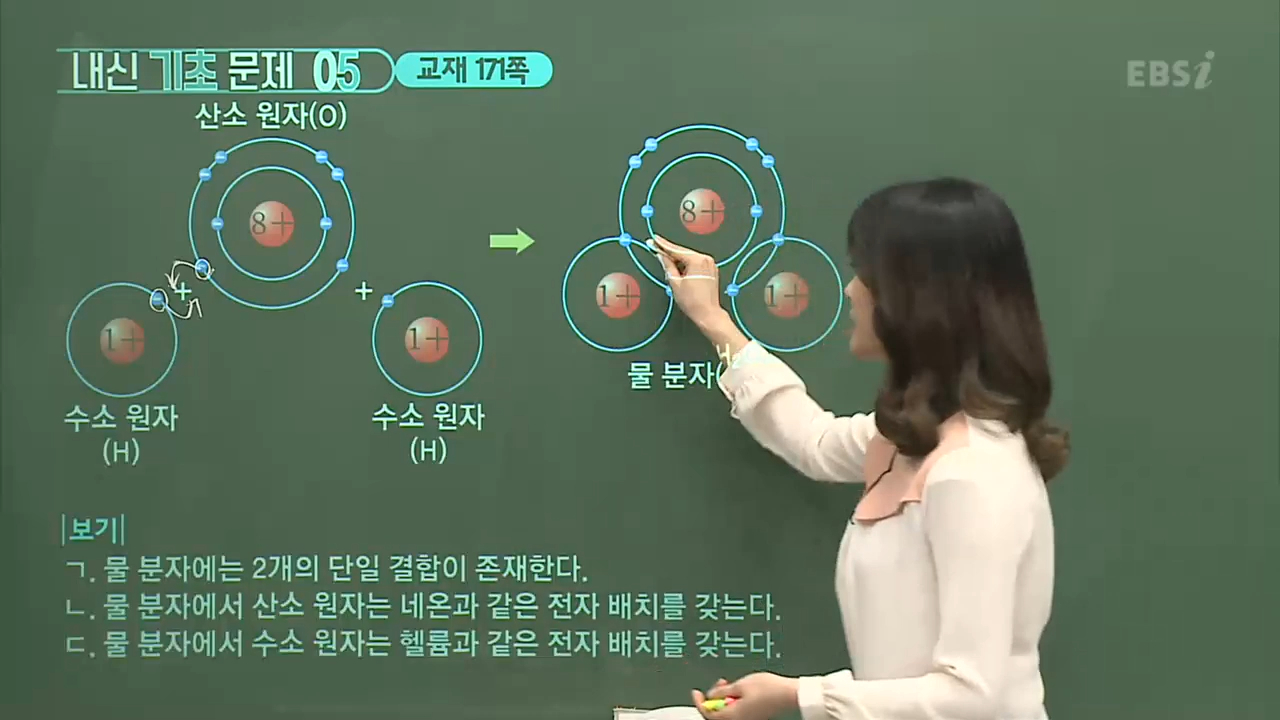 내신 기초 문제 05 교재 171쪽
EBSi
산소 원자(O)
8+
8+
+
+
1+
1+
1+
1+
물 분자(H
수소 원자
(H)
수소 원자
(H)
|보기|
ㄱ. 물 분자에는 2개의 단일 결합이 존재한다.
ㄴ. 물 분자에서 산소 원자는 네온과 같은 전자 배치를 갖는다.
ㄷ. 물 분자에서 수소 원자는 헬륨과 같은 전자 배치를 갖는다.